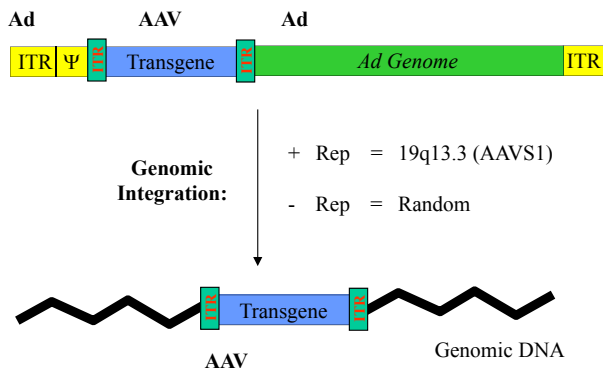 Ad AAV Ad
ITR Ψ ITR Transgene ITR Ad Genome ITR
Genomic
Integration:
+ Rep = 19q13.3 (AAVS1)
- Rep = Random
ITR Transgene ITR
AAV
Genomic DNA